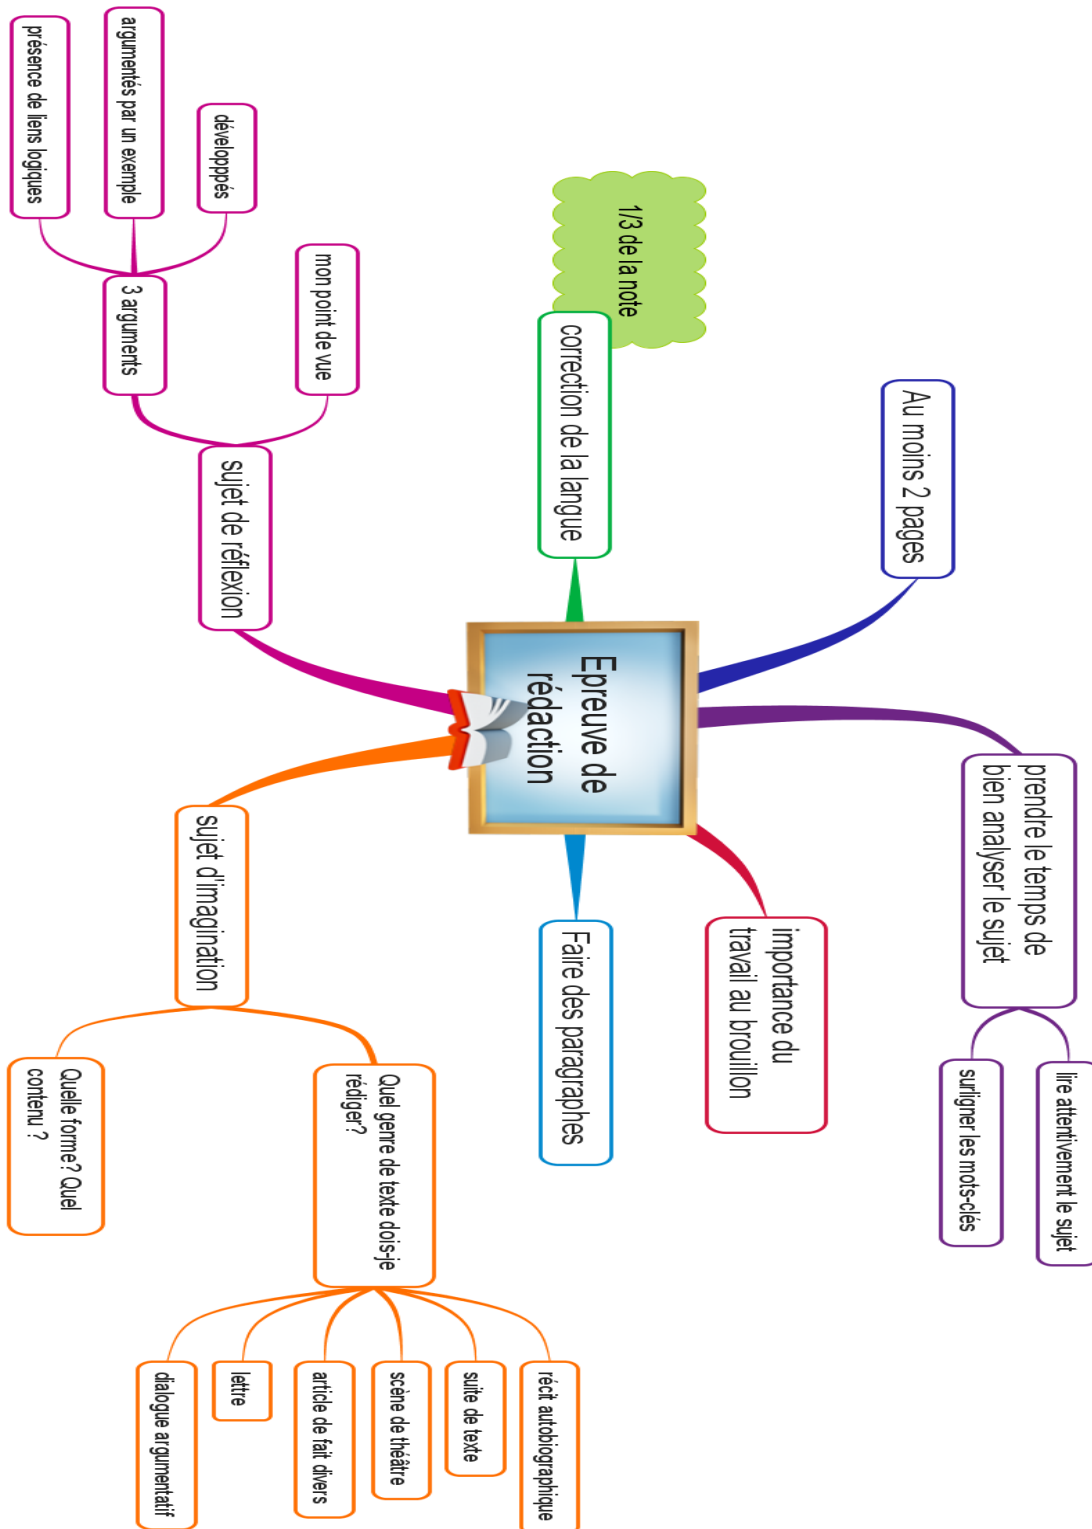 Epreuve de
rédaction
prendre le temps de
bien analyser le sujet
lire attentivement le sujet
surligner les mots-clés
importance du
travail au brouillon
Faire des paragraphes
sujet d'imagination
Quel genre de texte dois-je
rédiger?
récit autobiographique
suite de texte
scène de théâtre
article de fait divers
lettre
dialogue argumentatif
Quelle forme? Quel
contenu ?
Au moins 2 pages
correction de la langue
1/3 de la note
sujet de réflexion
mon point de vue
3 arguments
développpés
argumentés par un exemple
présence de liens logiques